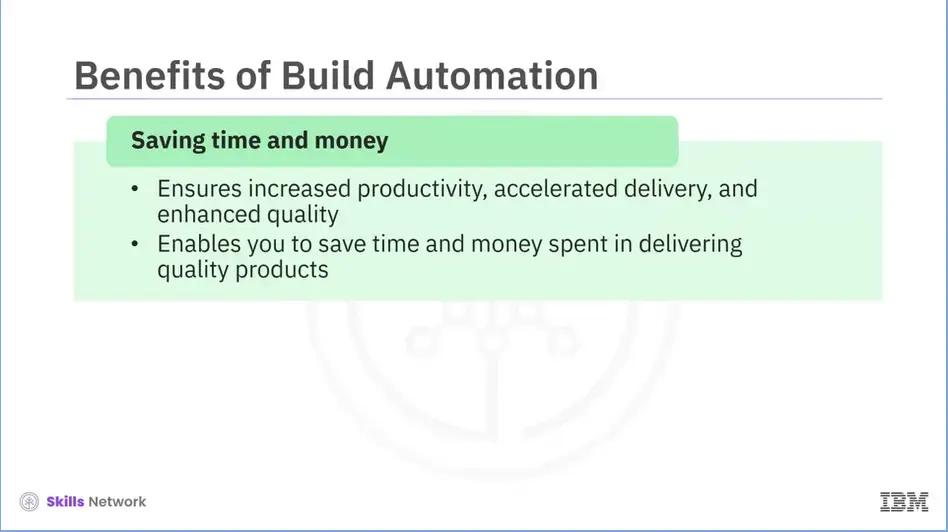 Benefits of Build Automation
Saving time and money
• Ensures increased productivity, accelerated delivery, and
enhanced quality
• Enables you to save time and money spent in delivering
quality products
Skills Network
IBM